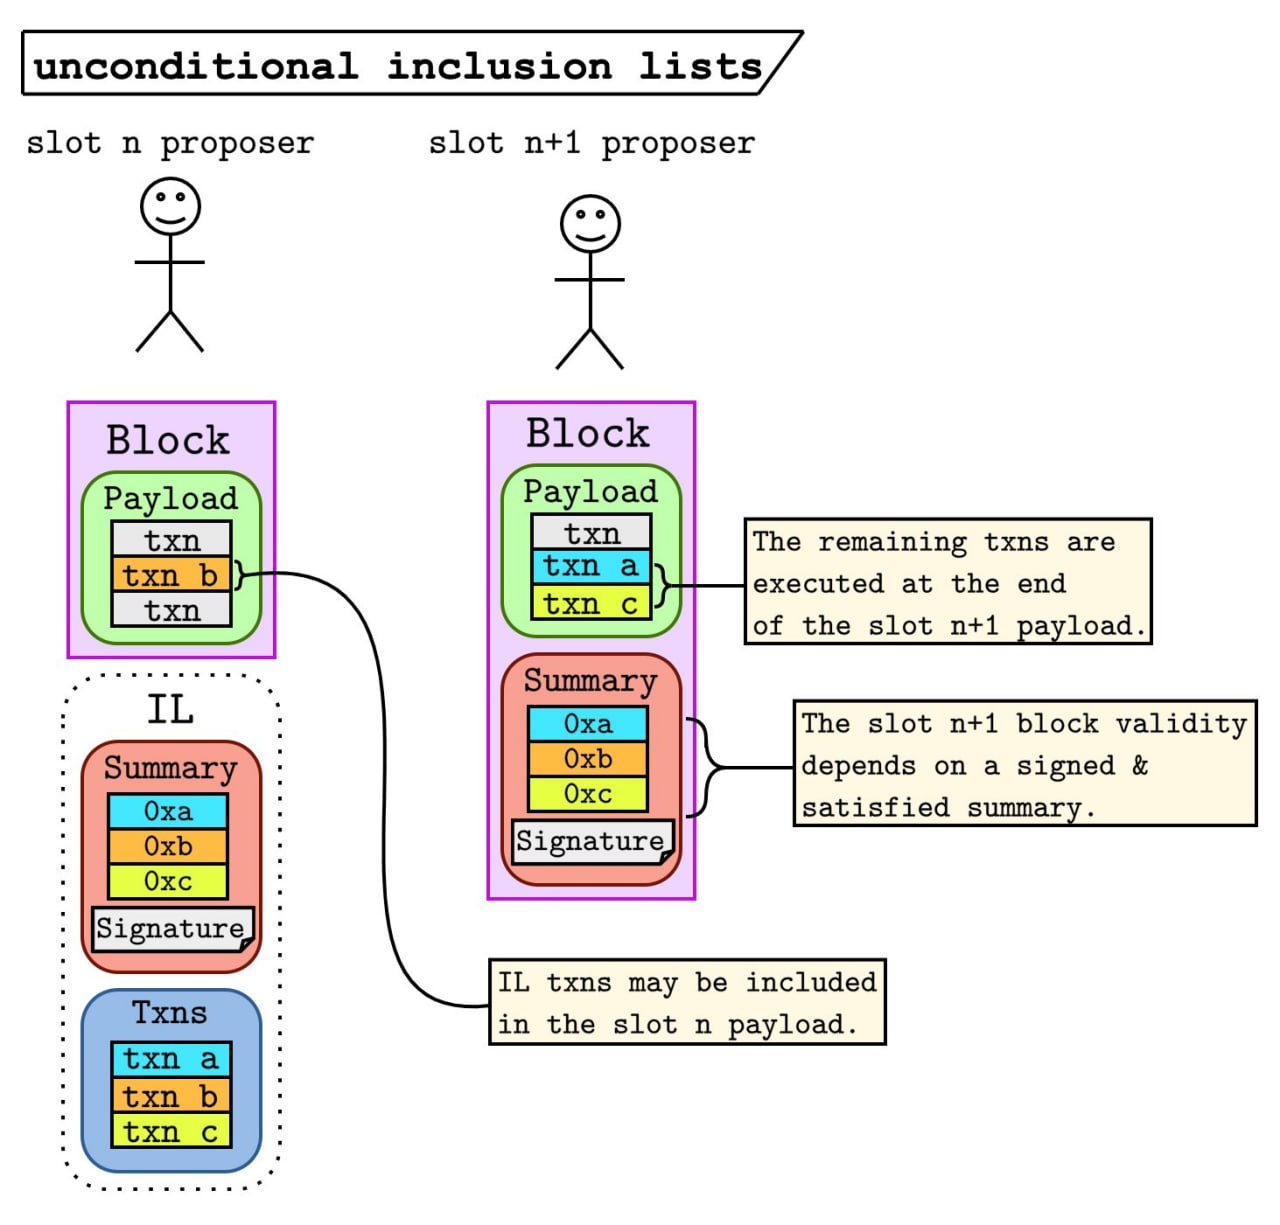 unconditional inclusion lists
slot n proposer
slot n+1 proposer
Block
Payload
txn
txn b
txn
IL
Summary
0xa
0xb
0xc
Signature
Txns
txn a
txn b
txn c
Block
Payload
txn
txn a
txn c
Summary
0xa
0xb
0xc
Signature
The remaining txns are
executed at the end
of the slot n+1 payload.
The slot n+1 block validity
depends on a signed &
satisfied summary.
IL txns may be included
in the slot n payload.